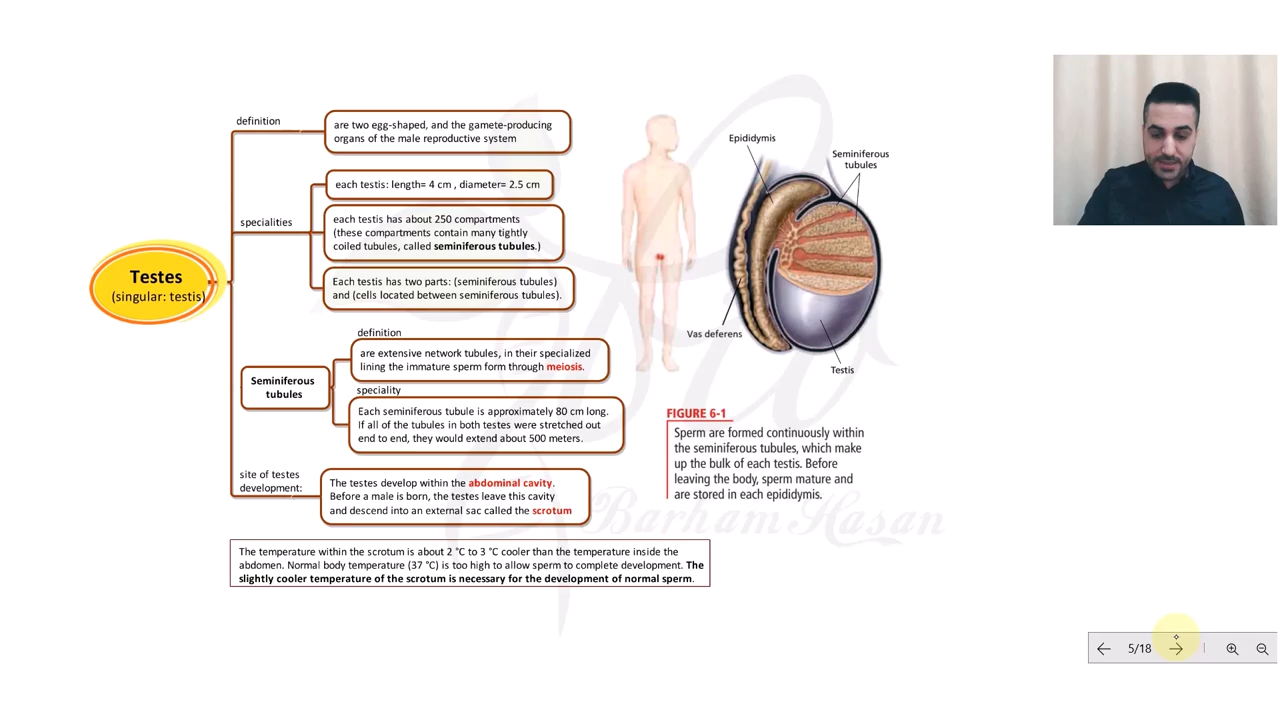 definition
are two egg-shaped, and the gamete-producing
organs of the male reproductive system
specialities
each testis: length= 4 cm , diameter= 2.5 cm
each testis has about 250 compartments
(these compartments contain many tightly
coiled tubules, called seminiferous tubules.)
Each testis has two parts: (seminiferous tubules)
and (cells located between seminiferous tubules).
Testes
(singular: testis)
Seminiferous
tubules
definition
are extensive network tubules, in their specialized
lining the immature sperm form through meiosis.
speciality
Each seminiferous tubule is approximately 80 cm long.
If all of the tubules in both testes were stretched out
end to end, they would extend about 500 meters.
site of testes
development:
The testes develop within the abdominal cavity.
Before a male is born, the testes leave this cavity
and descend into an external sac called the scrotum
The temperature within the scrotum is about 2 °C to 3 °C cooler than the temperature inside the
abdomen. Normal body temperature (37 °C) is too high to allow sperm to complete development. The
slightly cooler temperature of the scrotum is necessary for the development of normal sperm.
Epididymis
Seminiferous
tubules
Vas deferens
Testis
FIGURE 6-1
Sperm are formed continuously within
the seminiferous tubules, which make
up the bulk of each testis. Before
leaving the body, sperm mature and
are stored in each epididymis.
Barham Hasan
5/18